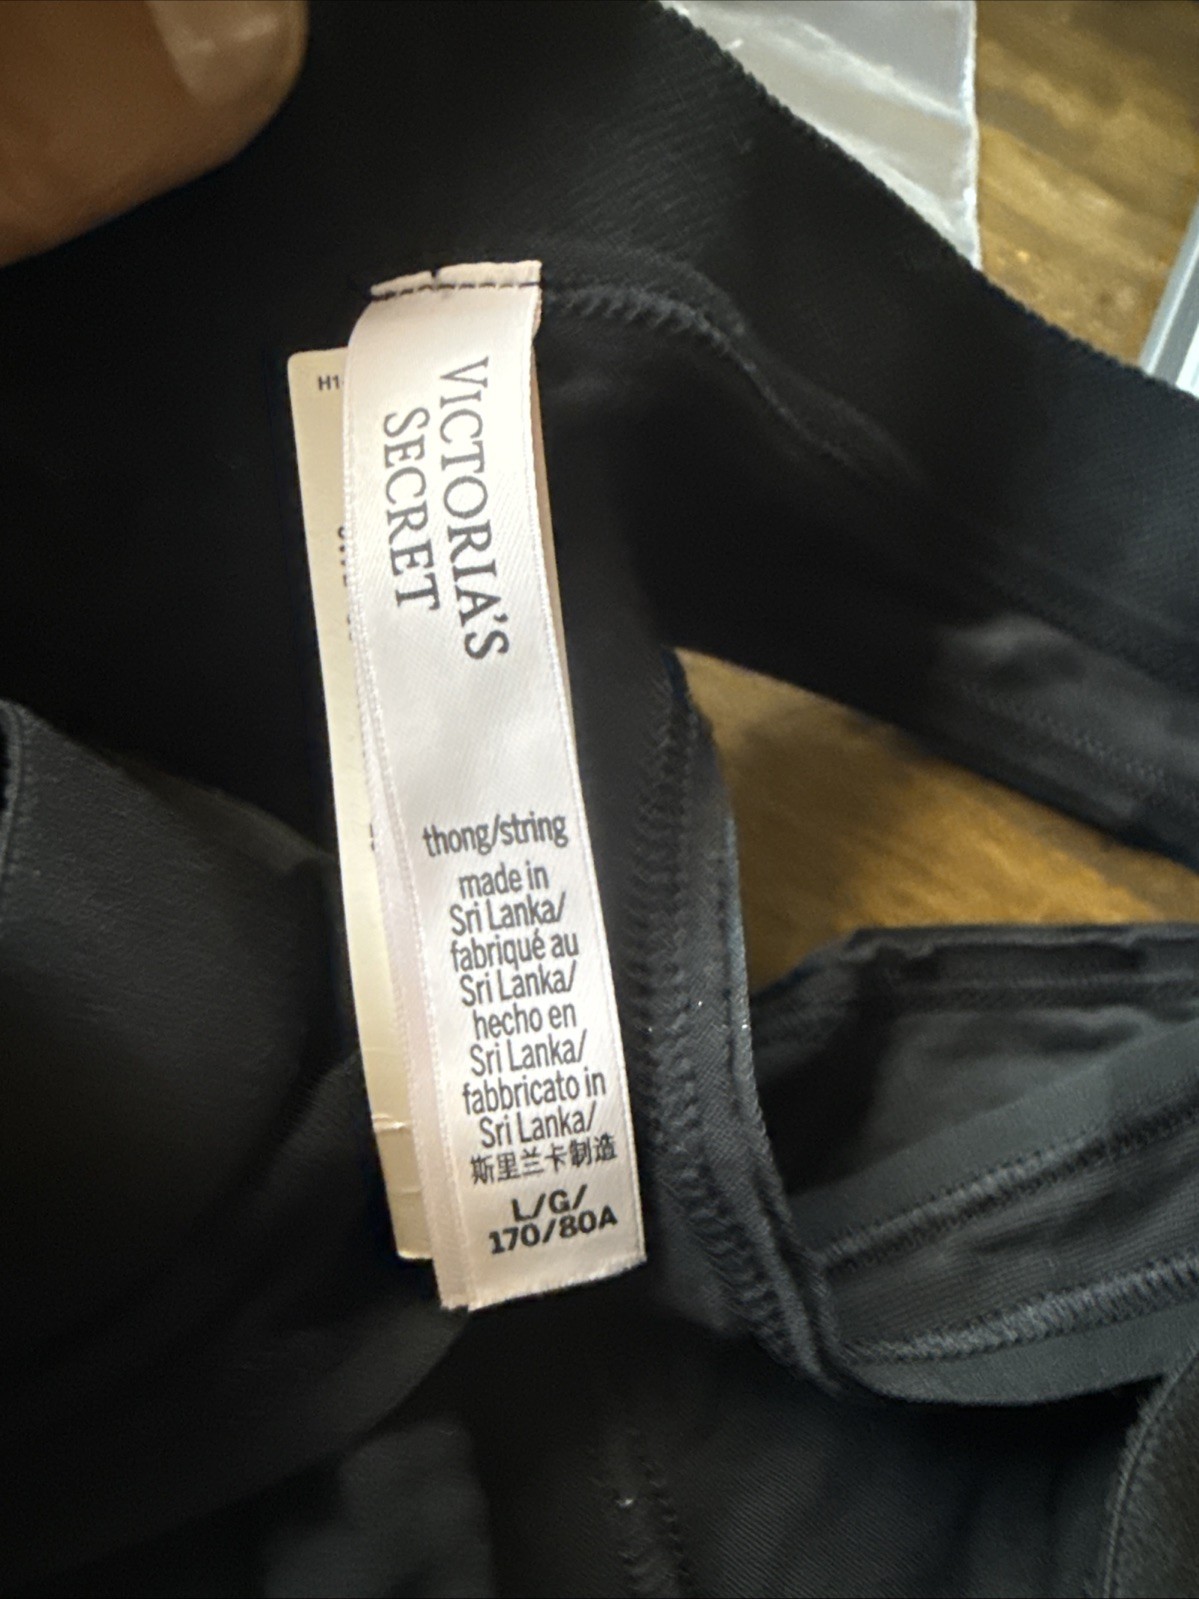 H1
VICTORIA'S
SECRET
thong/string
made in
Sri Lanka/
fabriqué au
Sri Lanka/
hecho en
Sri Lanka/
fabbricato in
Sri Lanka/
斯里兰卡制造
L/G/
170/80A